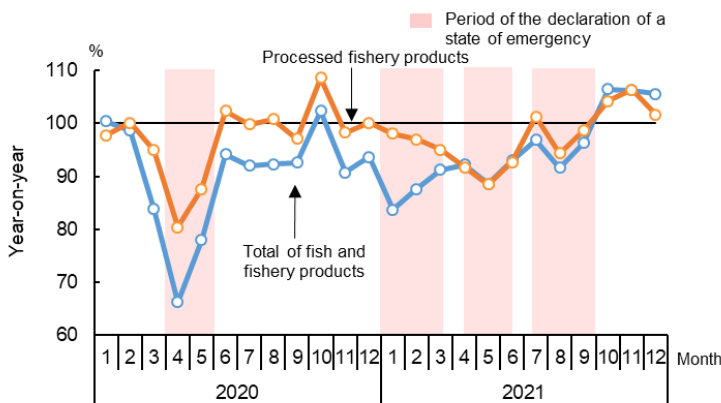 Period of the declaration of a
state of emergency
%
Processed fishery products
110
100
90
80
70
60
Year-on-year
Total of fish and
fishery products
1 2 3 4 5 6 7 8 9 10 11 12 1 2 3 4 5 6 7 8 9 10 11 12 Month
2020 2021